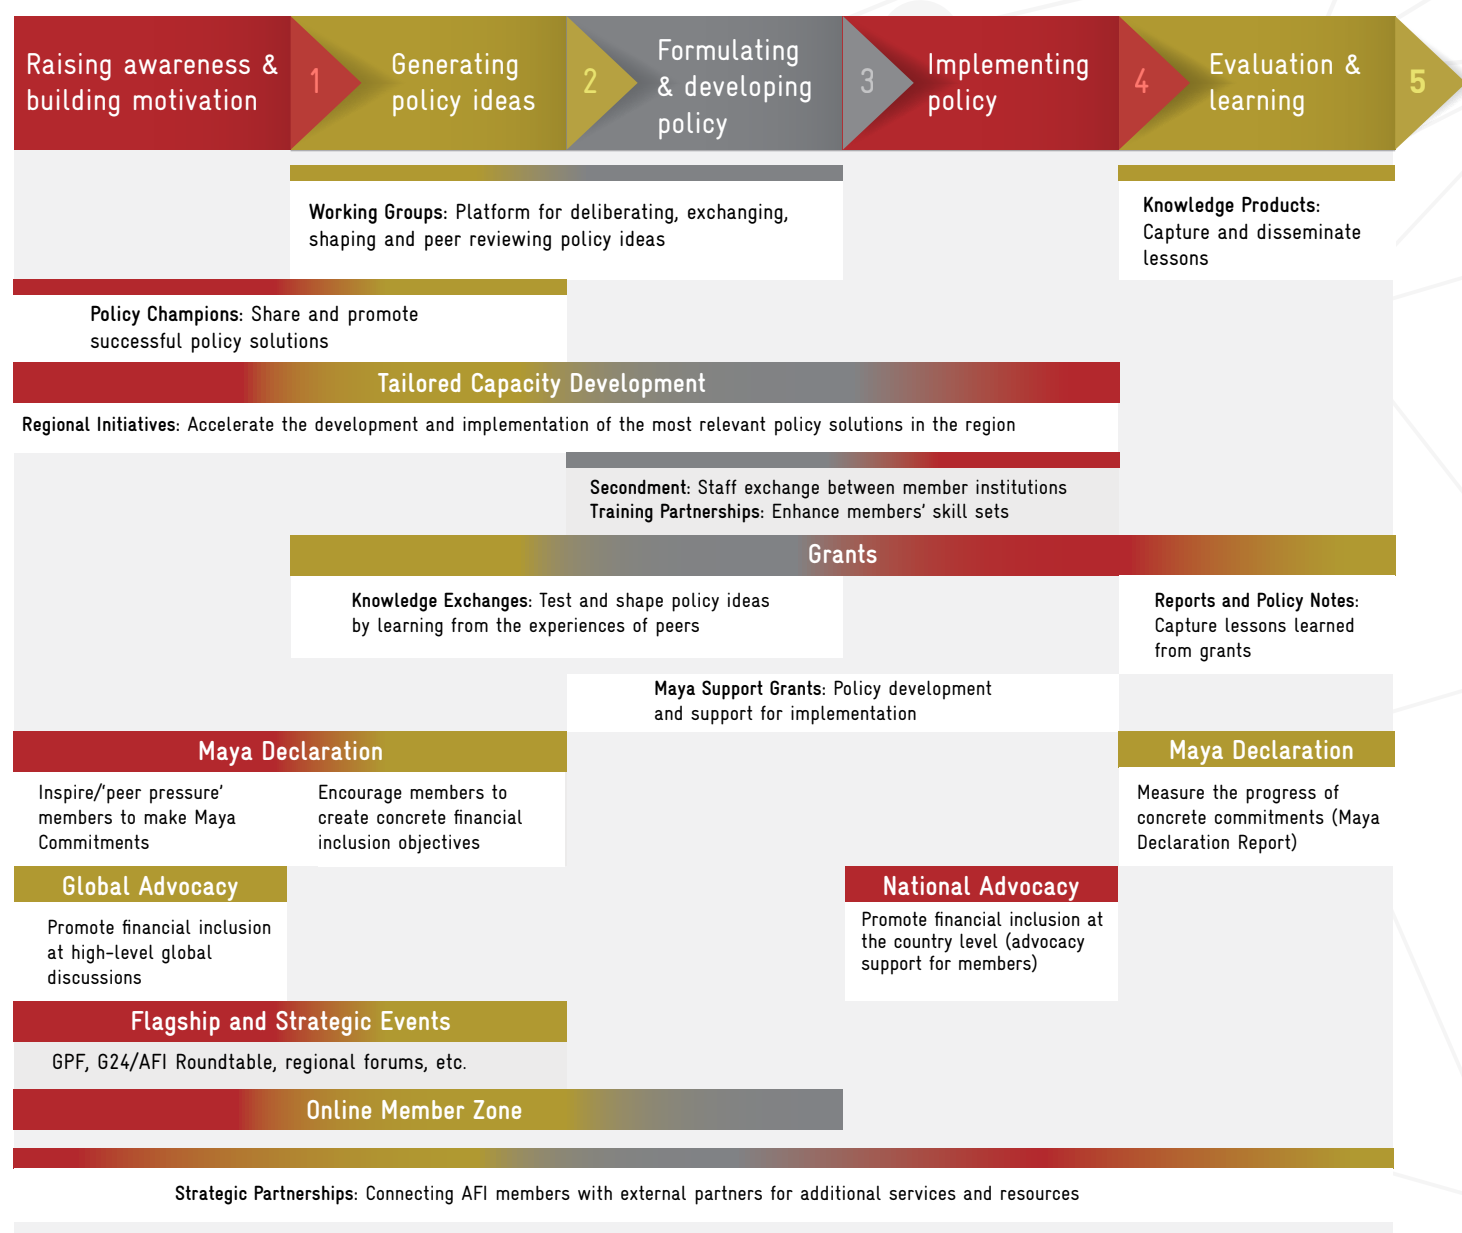 Raising awareness &
building motivation
1
Generating
policy ideas
2
Formulating
& developing
policy
3
Implementing
policy
4
Evaluation &
learning
5
Working Groups: Platform for deliberating, exchanging,
shaping and peer reviewing policy ideas
Knowledge Products:
Capture and disseminate
lessons
Policy Champions: Share and promote
successful policy solutions
Tailored Capacity Development
Regional Initiatives: Accelerate the development and implementation of the most relevant policy solutions in the region
Secondment: Staff exchange between member institutions
Training Partnerships: Enhance members’ skill sets
Grants
Knowledge Exchanges: Test and shape policy ideas
by learning from the experiences of peers
Reports and Policy Notes:
Capture lessons learned
from grants
Maya Support Grants: Policy development
and support for implementation
Maya Declaration
Inspire/‘peer pressure’
members to make Maya
Commitments
Encourage members to
create concrete financial
inclusion objectives
Maya Declaration
Measure the progress of
concrete commitments (Maya
Declaration Report)
Global Advocacy
Promote financial inclusion
at high-level global
discussions
National Advocacy
Promote financial inclusion at
the country level (advocacy
support for members)
Flagship and Strategic Events
GPF, G24/AFI Roundtable, regional forums, etc.
Online Member Zone
Strategic Partnerships: Connecting AFI members with external partners for additional services and resources